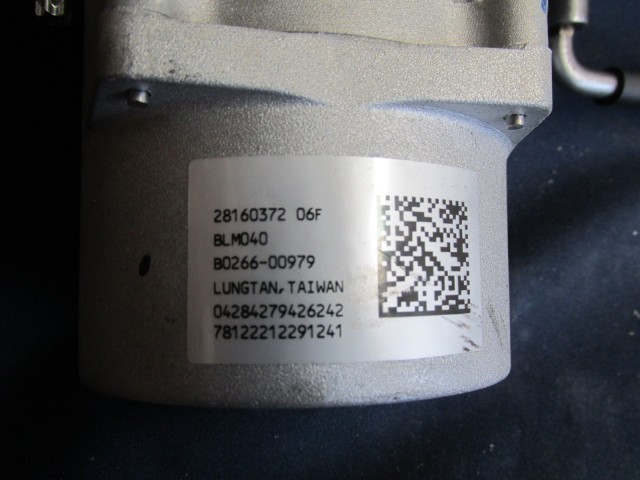 28160372 06F
BLM040
B0266-00979
LUNGTAN,TAIWAN
04284279426242
78122212291241